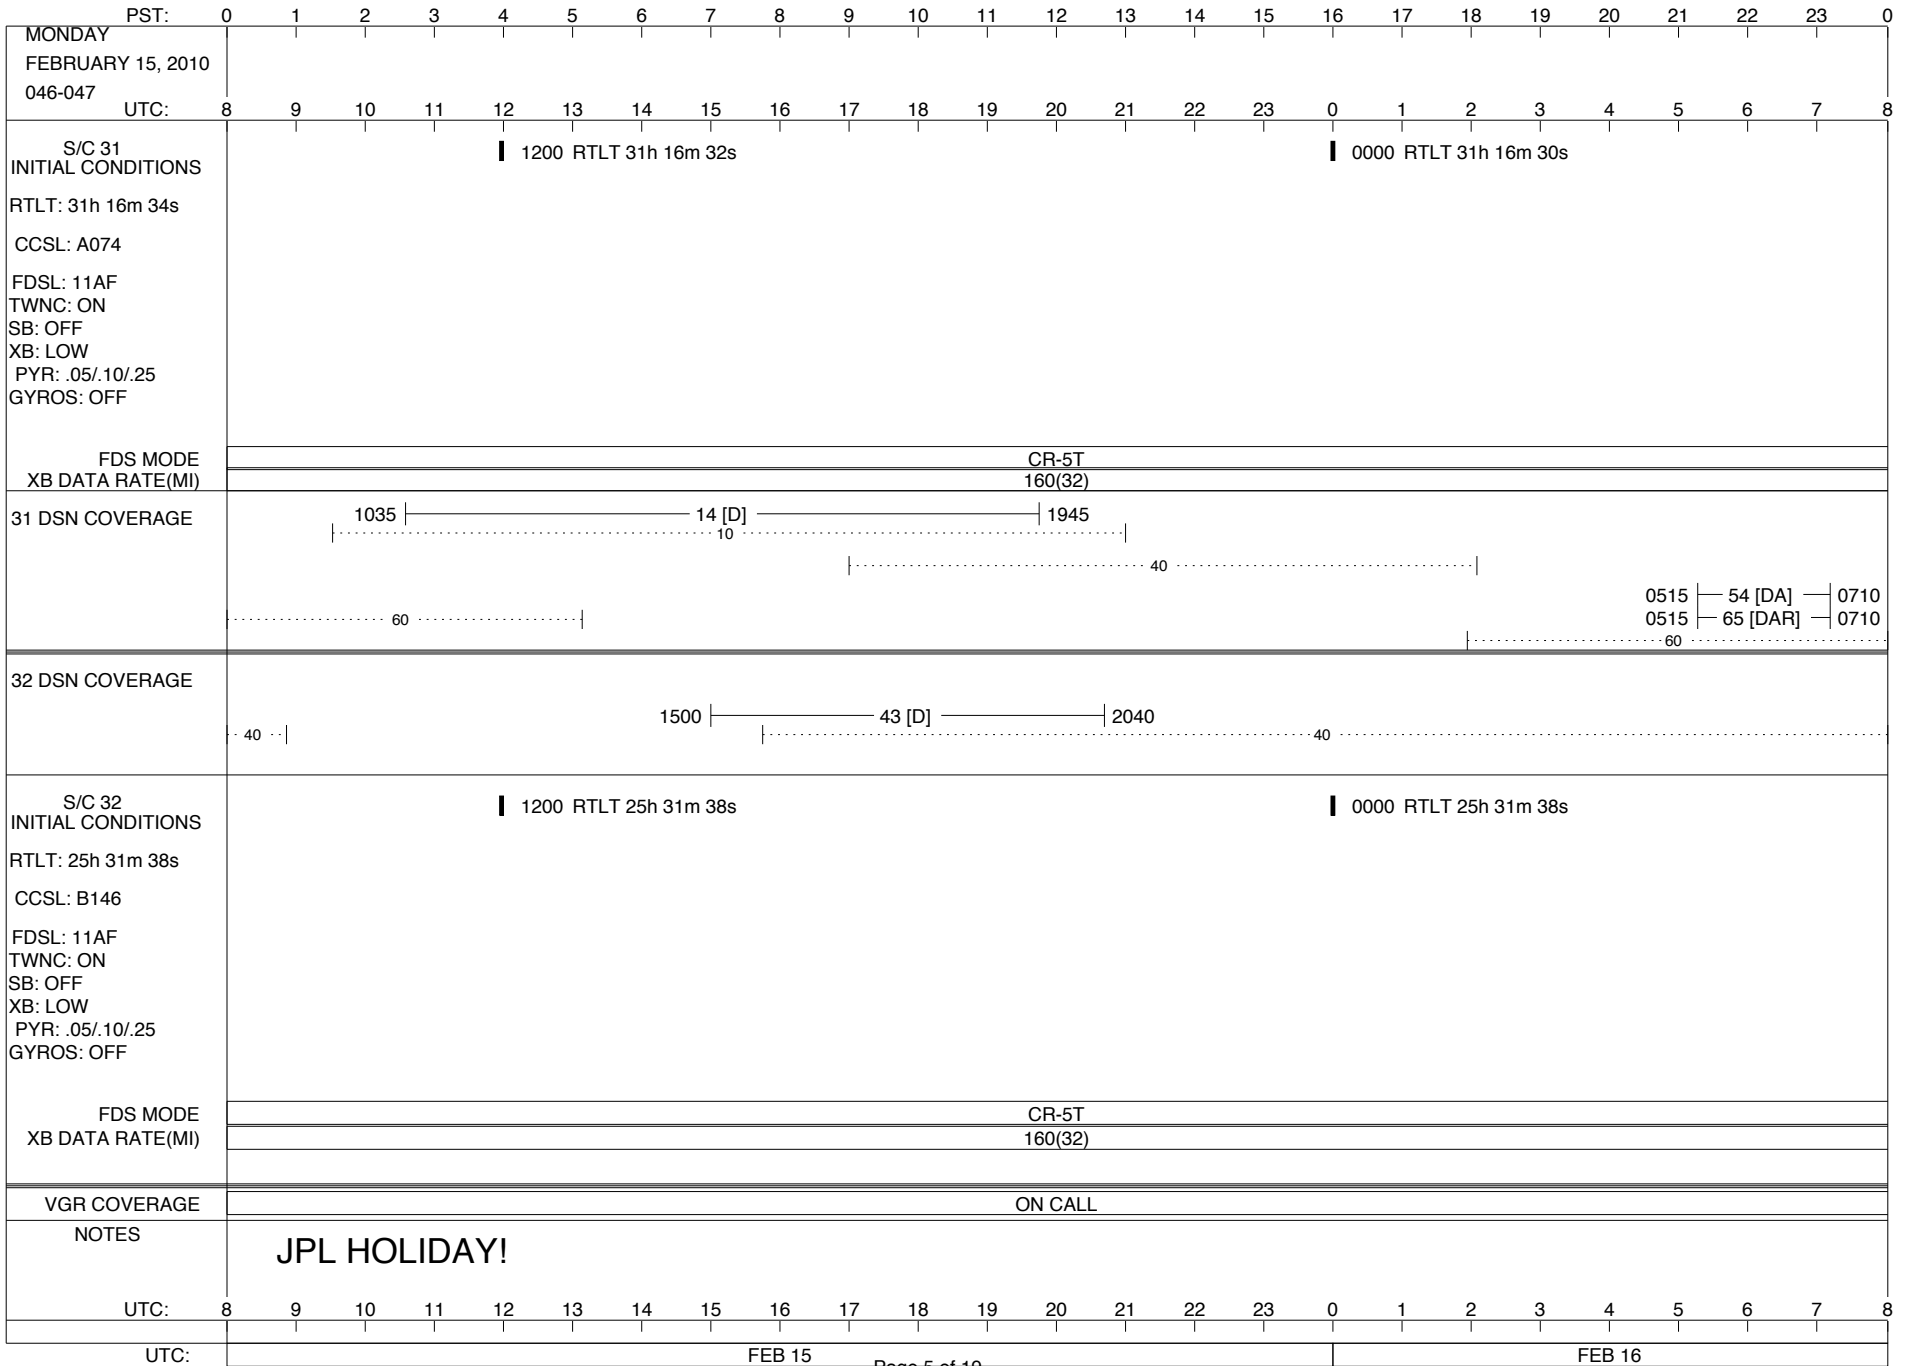 PST: 0 1 2 3 4 5 6 7 8 9 10 11 12 13 14 15 16 17 18 19 20 21 22 23 0
MONDAY
FEBRUARY 15, 2010
046-047
UTC: 8 9 10 11 12 13 14 15 16 17 18 19 20 21 22 23 0 1 2 3 4 5 6 7 8
S/C 31
INITIAL CONDITIONS
1200 RTLT 31h 16m 32s
0000 RTLT 31h 16m 30s
RTLT: 31h 16m 34s
CCSL: A074
FDSL: 11AF
TWNC: ON
SB: OFF
XB: LOW
PYR: .05/.10/.25
GYROS: OFF
FDS MODE CR-5T
XB DATA RATE(MI) 160(32)
31 DSN COVERAGE
1035 14 [D] 1945
10
40
0515 54 [DA] 0710
60 0515 65 [DAR] 0710
60
32 DSN COVERAGE
1500 43 [D] 2040
40 40
S/C 32
INITIAL CONDITIONS
1200 RTLT 25h 31m 38s
0000 RTLT 25h 31m 38s
RTLT: 25h 31m 38s
CCSL: B146
FDSL: 11AF
TWNC: ON
SB: OFF
XB: LOW
PYR: .05/.10/.25
GYROS: OFF
FDS MODE CR-5T
XB DATA RATE(MI) 160(32)
VGR COVERAGE ON CALL
NOTES
JPL HOLIDAY!
UTC: 8 9 10 11 12 13 14 15 16 17 18 19 20 21 22 23 0 1 2 3 4 5 6 7 8
UTC: FEB 15 FEB 16
Page 5 of 19